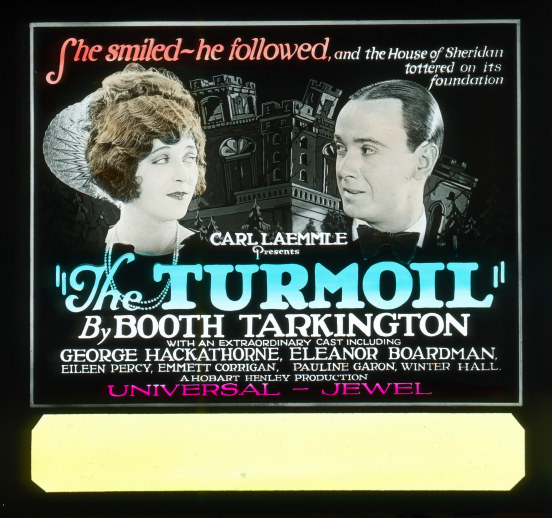 She smiled~he followed, and the House of Sheridan
tottered on its
foundation
CARL LAEMMLE
Presents
"The TURMOIL"
By BOOTH TARKINGTON
WITH AN EXTRAORDINARY CAST INCLUDING
GEORGE HACKATHORNE, ELEANOR BOARDMAN,
EILEEN PERCY, EMMETT CORRIGAN, PAULINE GARON, WINTER HALL.
A HOBART HENLEY PRODUCTION
UNIVERSAL - JEWEL